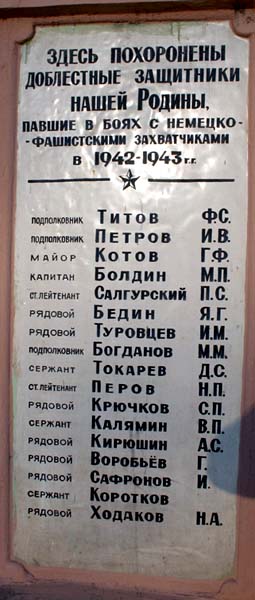 Здесь похоронены
доблестные защитники
нашей Родины,
павшие в боях с немецко-
-фашистскими захватчиками
в 1942-1943 г.г.
подполковник Титов Ф.С.
подполковник Петров И.В.
майор Котов Г.Ф.
капитан Болдин М.П.
ст.лейтенант Салгурский П.С.
рядовой Бедин Я.Г.
рядовой Туровцев И.М.
подполковник Богданов М.М.
сержант Токарев Д.С.
ст.лейтенант Перов Н.П.
рядовой Крючков С.П.
сержант Калямин В.П.
рядовой Кирюшин А.С.
рядовой Воробьёв Г.
рядовой Сафронов И.
сержант Коротков
рядовой Ходаков Н.А.